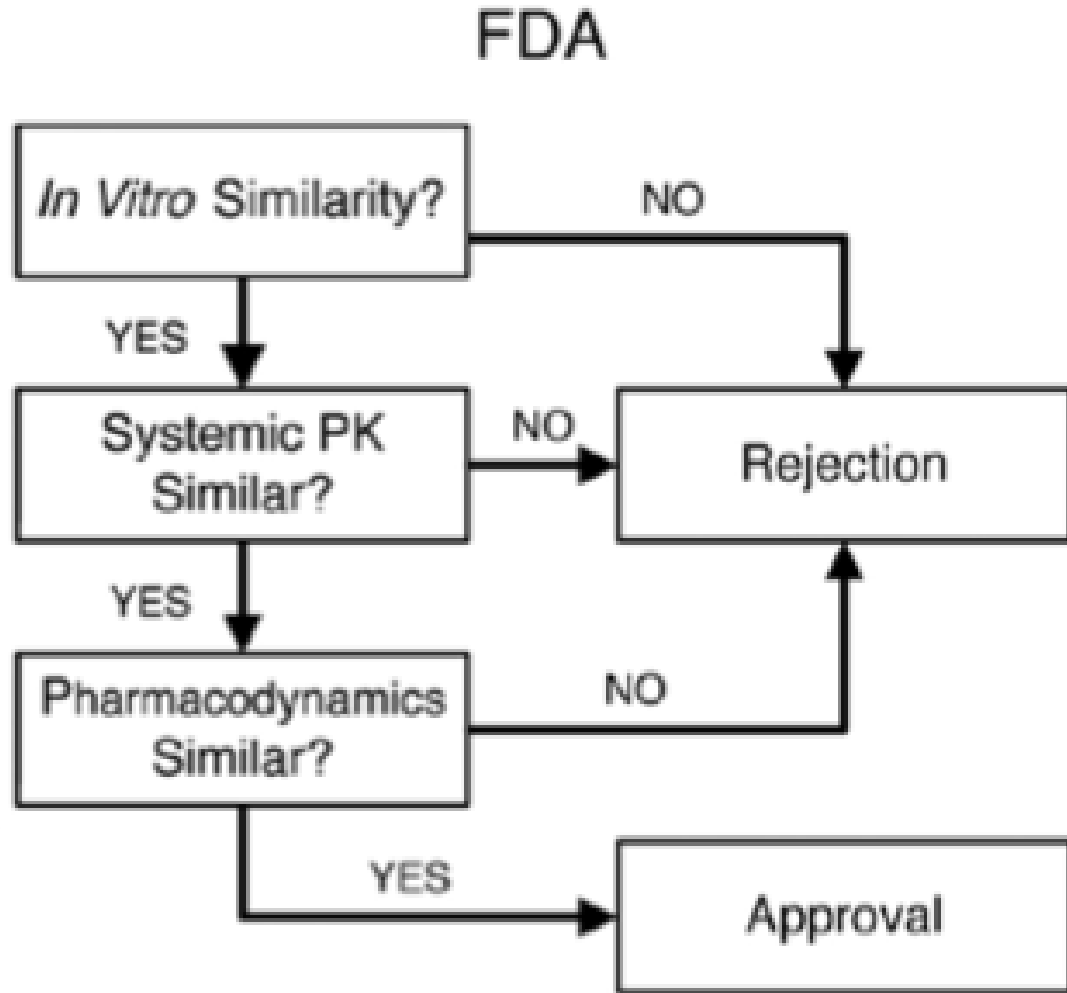 FDA
In Vitro Similarity?
NO
YES
Systemic PK
Similar?
NO
Rejection
YES
Pharmacodynamics
Similar?
NO
YES
Approval